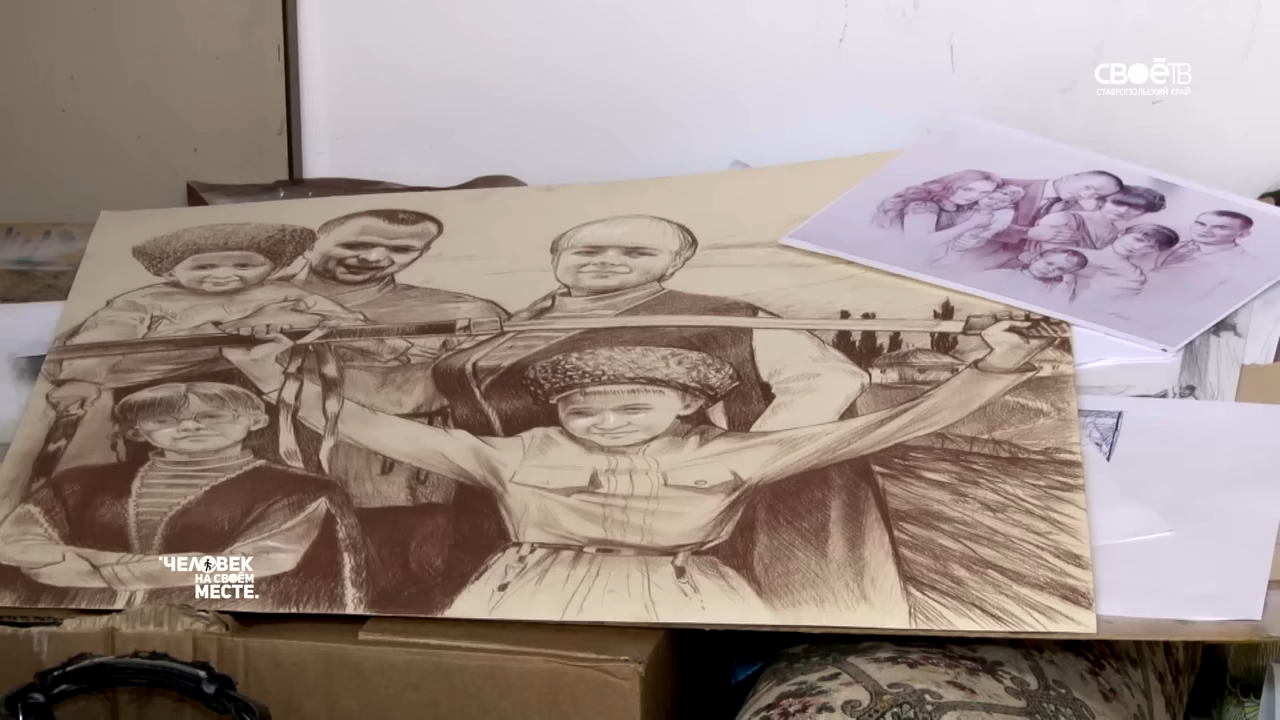 СВОЁТВ
СТАВРОПОЛЬСКИЙ КРАЙ
ЧЕЛОВЕК
НА СВОЁМ
МЕСТЕ.